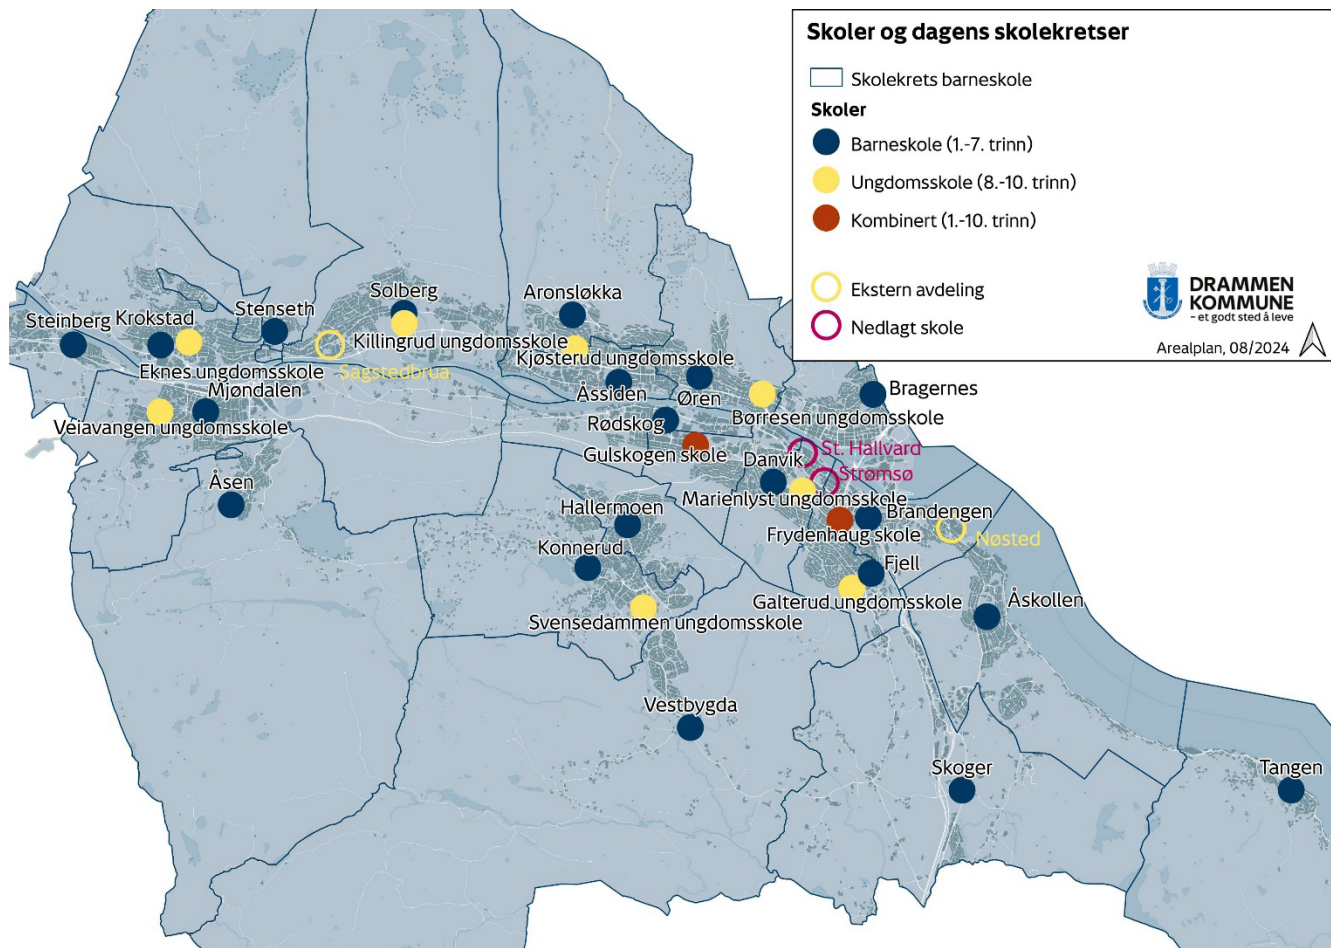 Skoler og dagens skolekretser
Skolekrets barneskole
Skoler
Barneskole (1.-7. trinn)
Ungdomsskole (8.-10. trinn)
Kombinert (1.-10. trinn)
Ekstern avdeling
Nedlagt skole
DRAMMEN
KOMMUNE
- et godt sted å leve
Arealplan, 08/2024
Solberg
Aronsløkka
Stenseth
Steinberg
Krokstad
Killingrud ungdomsskole
Kjøsterud ungdomsskole
Eknes ungdomsskole
Sagstedbrua
Mjøndalen
Åssiden
Øren
Bragernes
Veiavangen ungdomsskole
Rødskog
Børresen ungdomsskole
Gulskogen skole
St. Hallvard
Danvik
Strømsø
Åsen
Marienlyst ungdomsskole
Hallermoen
Brandengen
Frydenhaug skole
Nøsted
Konnerud
Fjell
Galterud ungdomsskole
Åskollen
Svensedammen ungdomsskole
Vestbygda
Skoger
Tangen